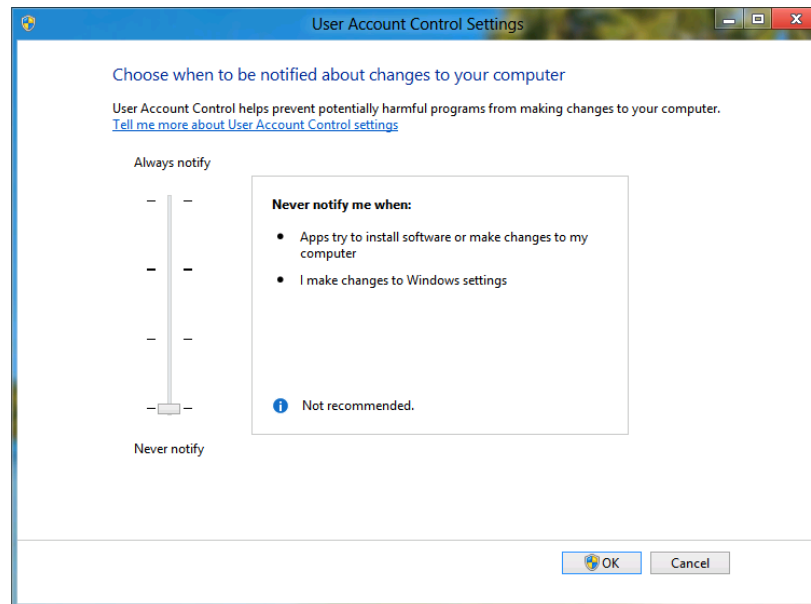 User Account Control Settings
Choose when to be notified about changes to your computer
User Account Control helps prevent potentially harmful programs from making changes to your computer.
Tell me more about User Account Control settings
Always notify
Never notify me when:
• Apps try to install software or make changes to my
computer
• I make changes to Windows settings
Not recommended.
Never notify
OK
Cancel